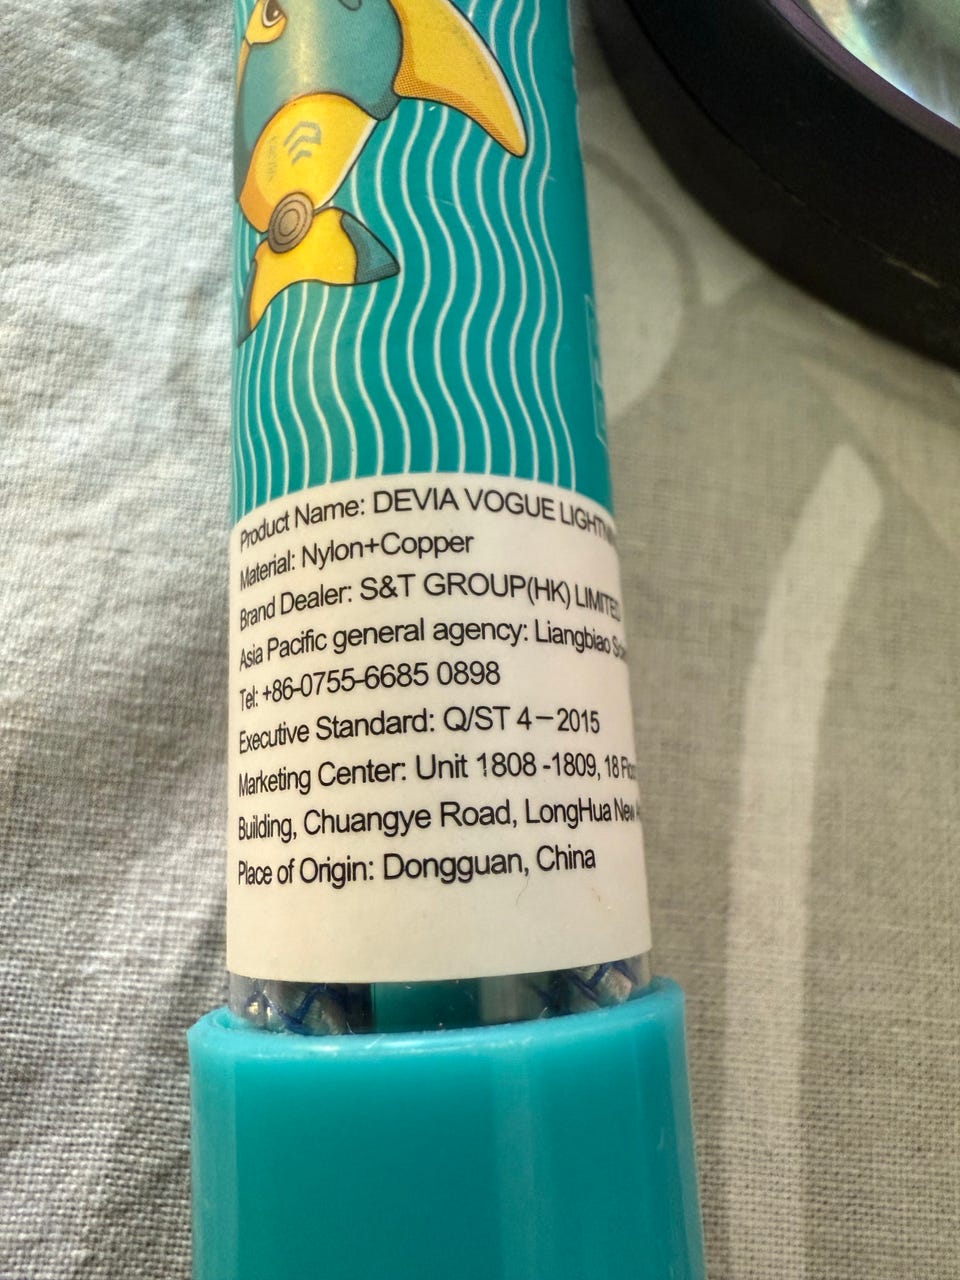 Product Name: DEVIA VOGUE
Material: Nylon+Copper
Brand Dealer: S&T GROUP(HK) LIMITED
Asia Pacific general agency: Liangbiao
Tel: +86-0755-6685 0898
Executive Standard: Q/ST 4-2015
Marketing Center: Unit 1808 -1809, 18
Building, Chuangye Road, LongHua New
Place of Origin: Dongguan, China